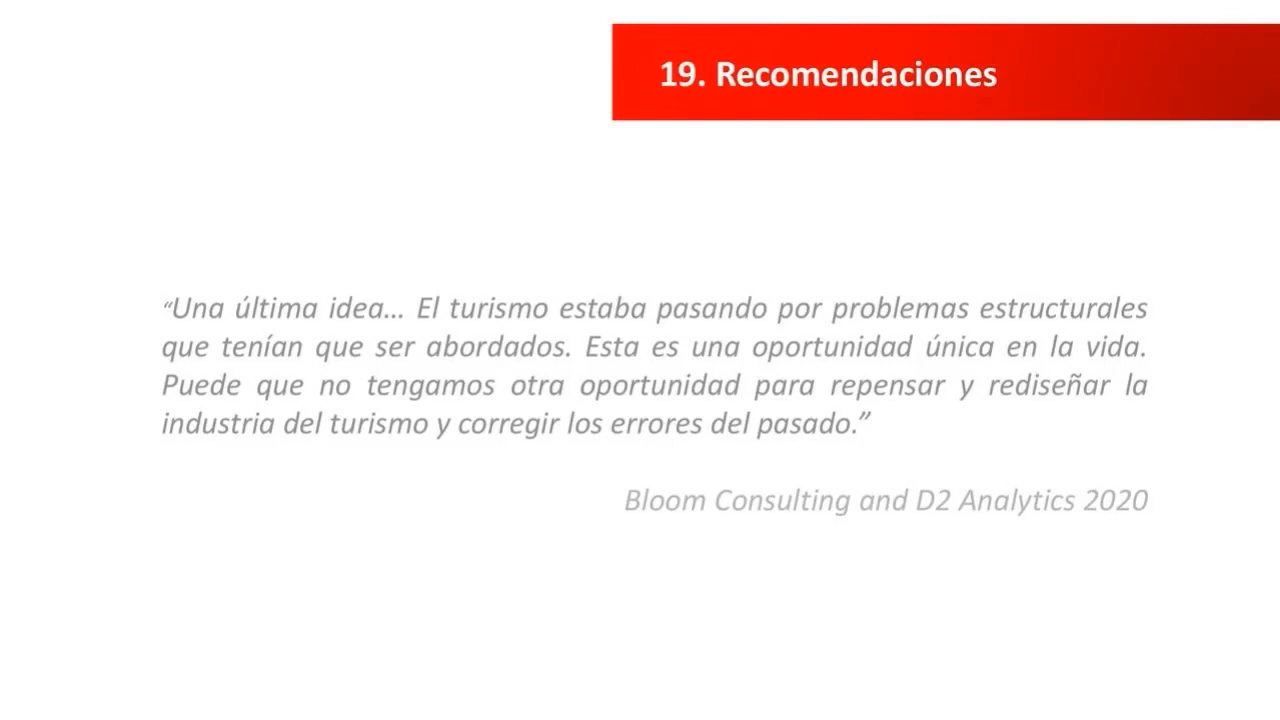 19. Recomendaciones
“Una última idea… El turismo estaba pasando por problemas estructurales
que tenían que ser abordados. Esta es una oportunidad única en la vida.
Puede que no tengamos otra oportunidad para repensar y rediseñar la
industria del turismo y corregir los errores del pasado.”
Bloom Consulting and D2 Analytics 2020